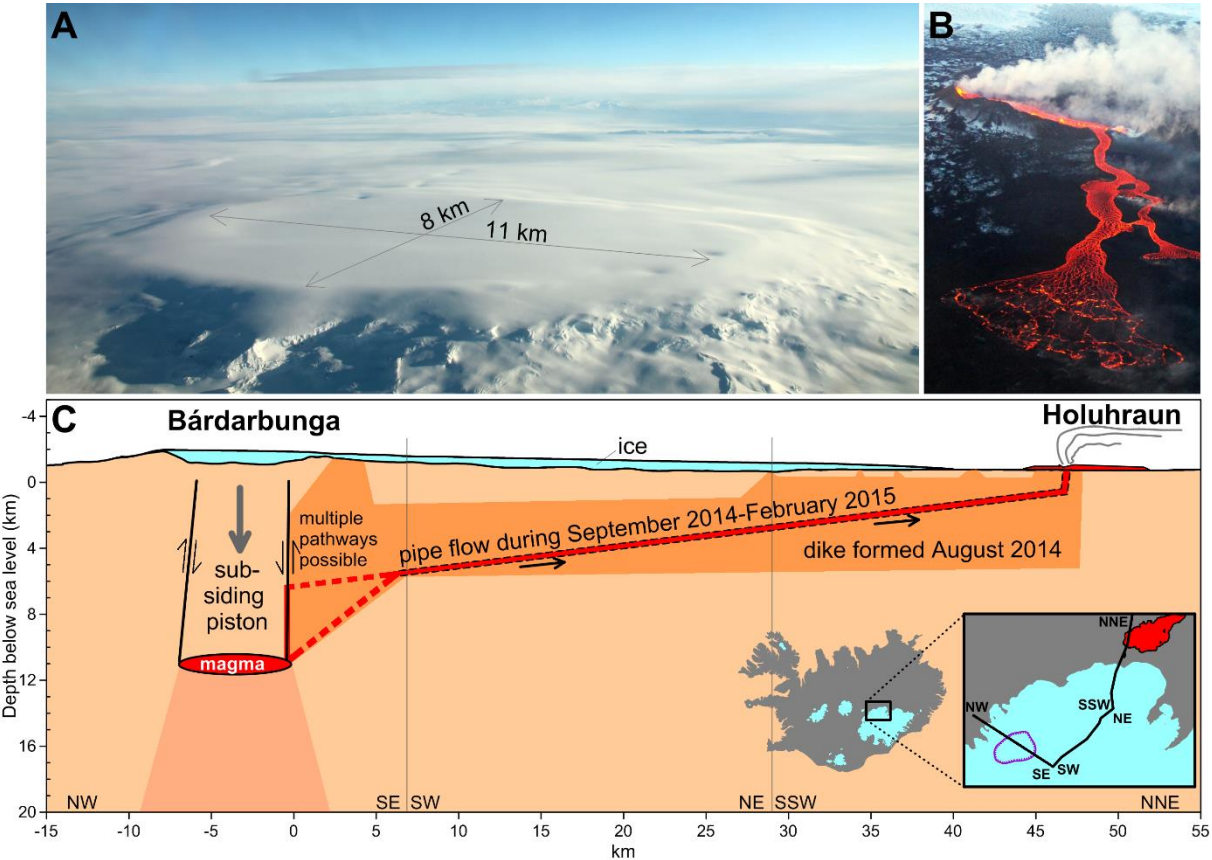 A
8 km
11 km
B
C
Bárdarbunga
Holuhraun
ice
multiple
pathways
possible
pipe flow during September 2014-February 2015
dike formed August 2014
sub-
siding
piston
magma
Depth below sea level (km)
-4
0
4
8
12
16
20
NW
SE
SW
NE
SSW
NNE
NNE
NW
SSW
NE
SE
SW
-15
-10
-5
0
5
10
15
20
25
30
35
40
45
50
55
km